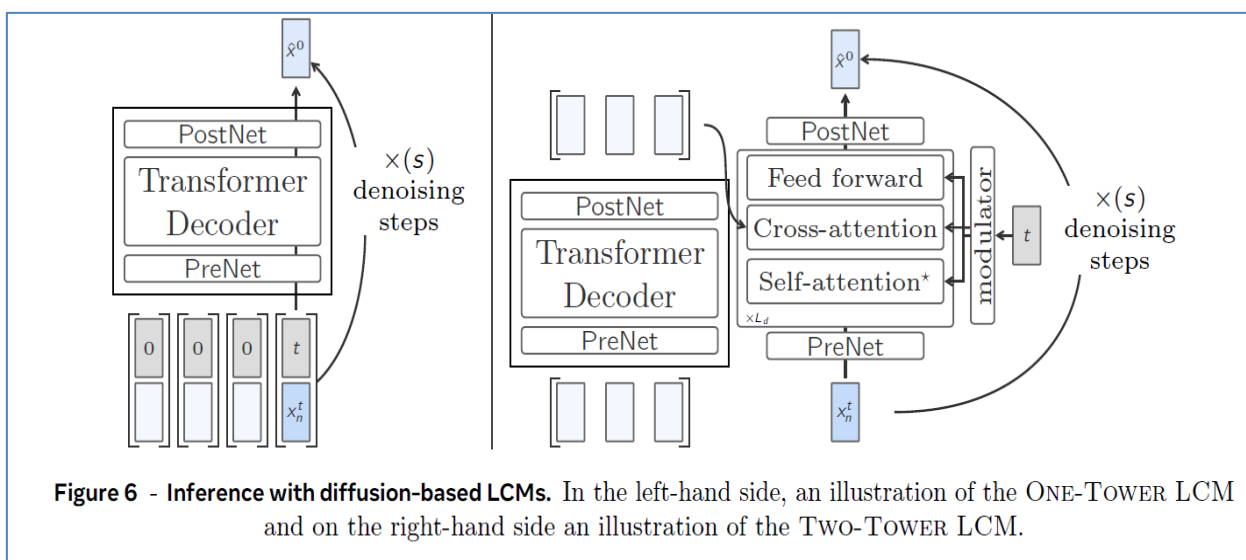 x̂⁰
PostNet
Transformer
Decoder
PreNet
×(s)
denoising
steps
0 0 0 t
xₙᵗ
x̂⁰
PostNet
Feed forward
Cross-attention
Self-attention*
×L_d
PreNet
modulator
t
×(s)
denoising
steps
PostNet
Transformer
Decoder
PreNet
xₙᵗ
Figure 6 - Inference with diffusion-based LCMs. In the left-hand side, an illustration of the ONE-TOWER LCM
and on the right-hand side an illustration of the TWO-TOWER LCM.